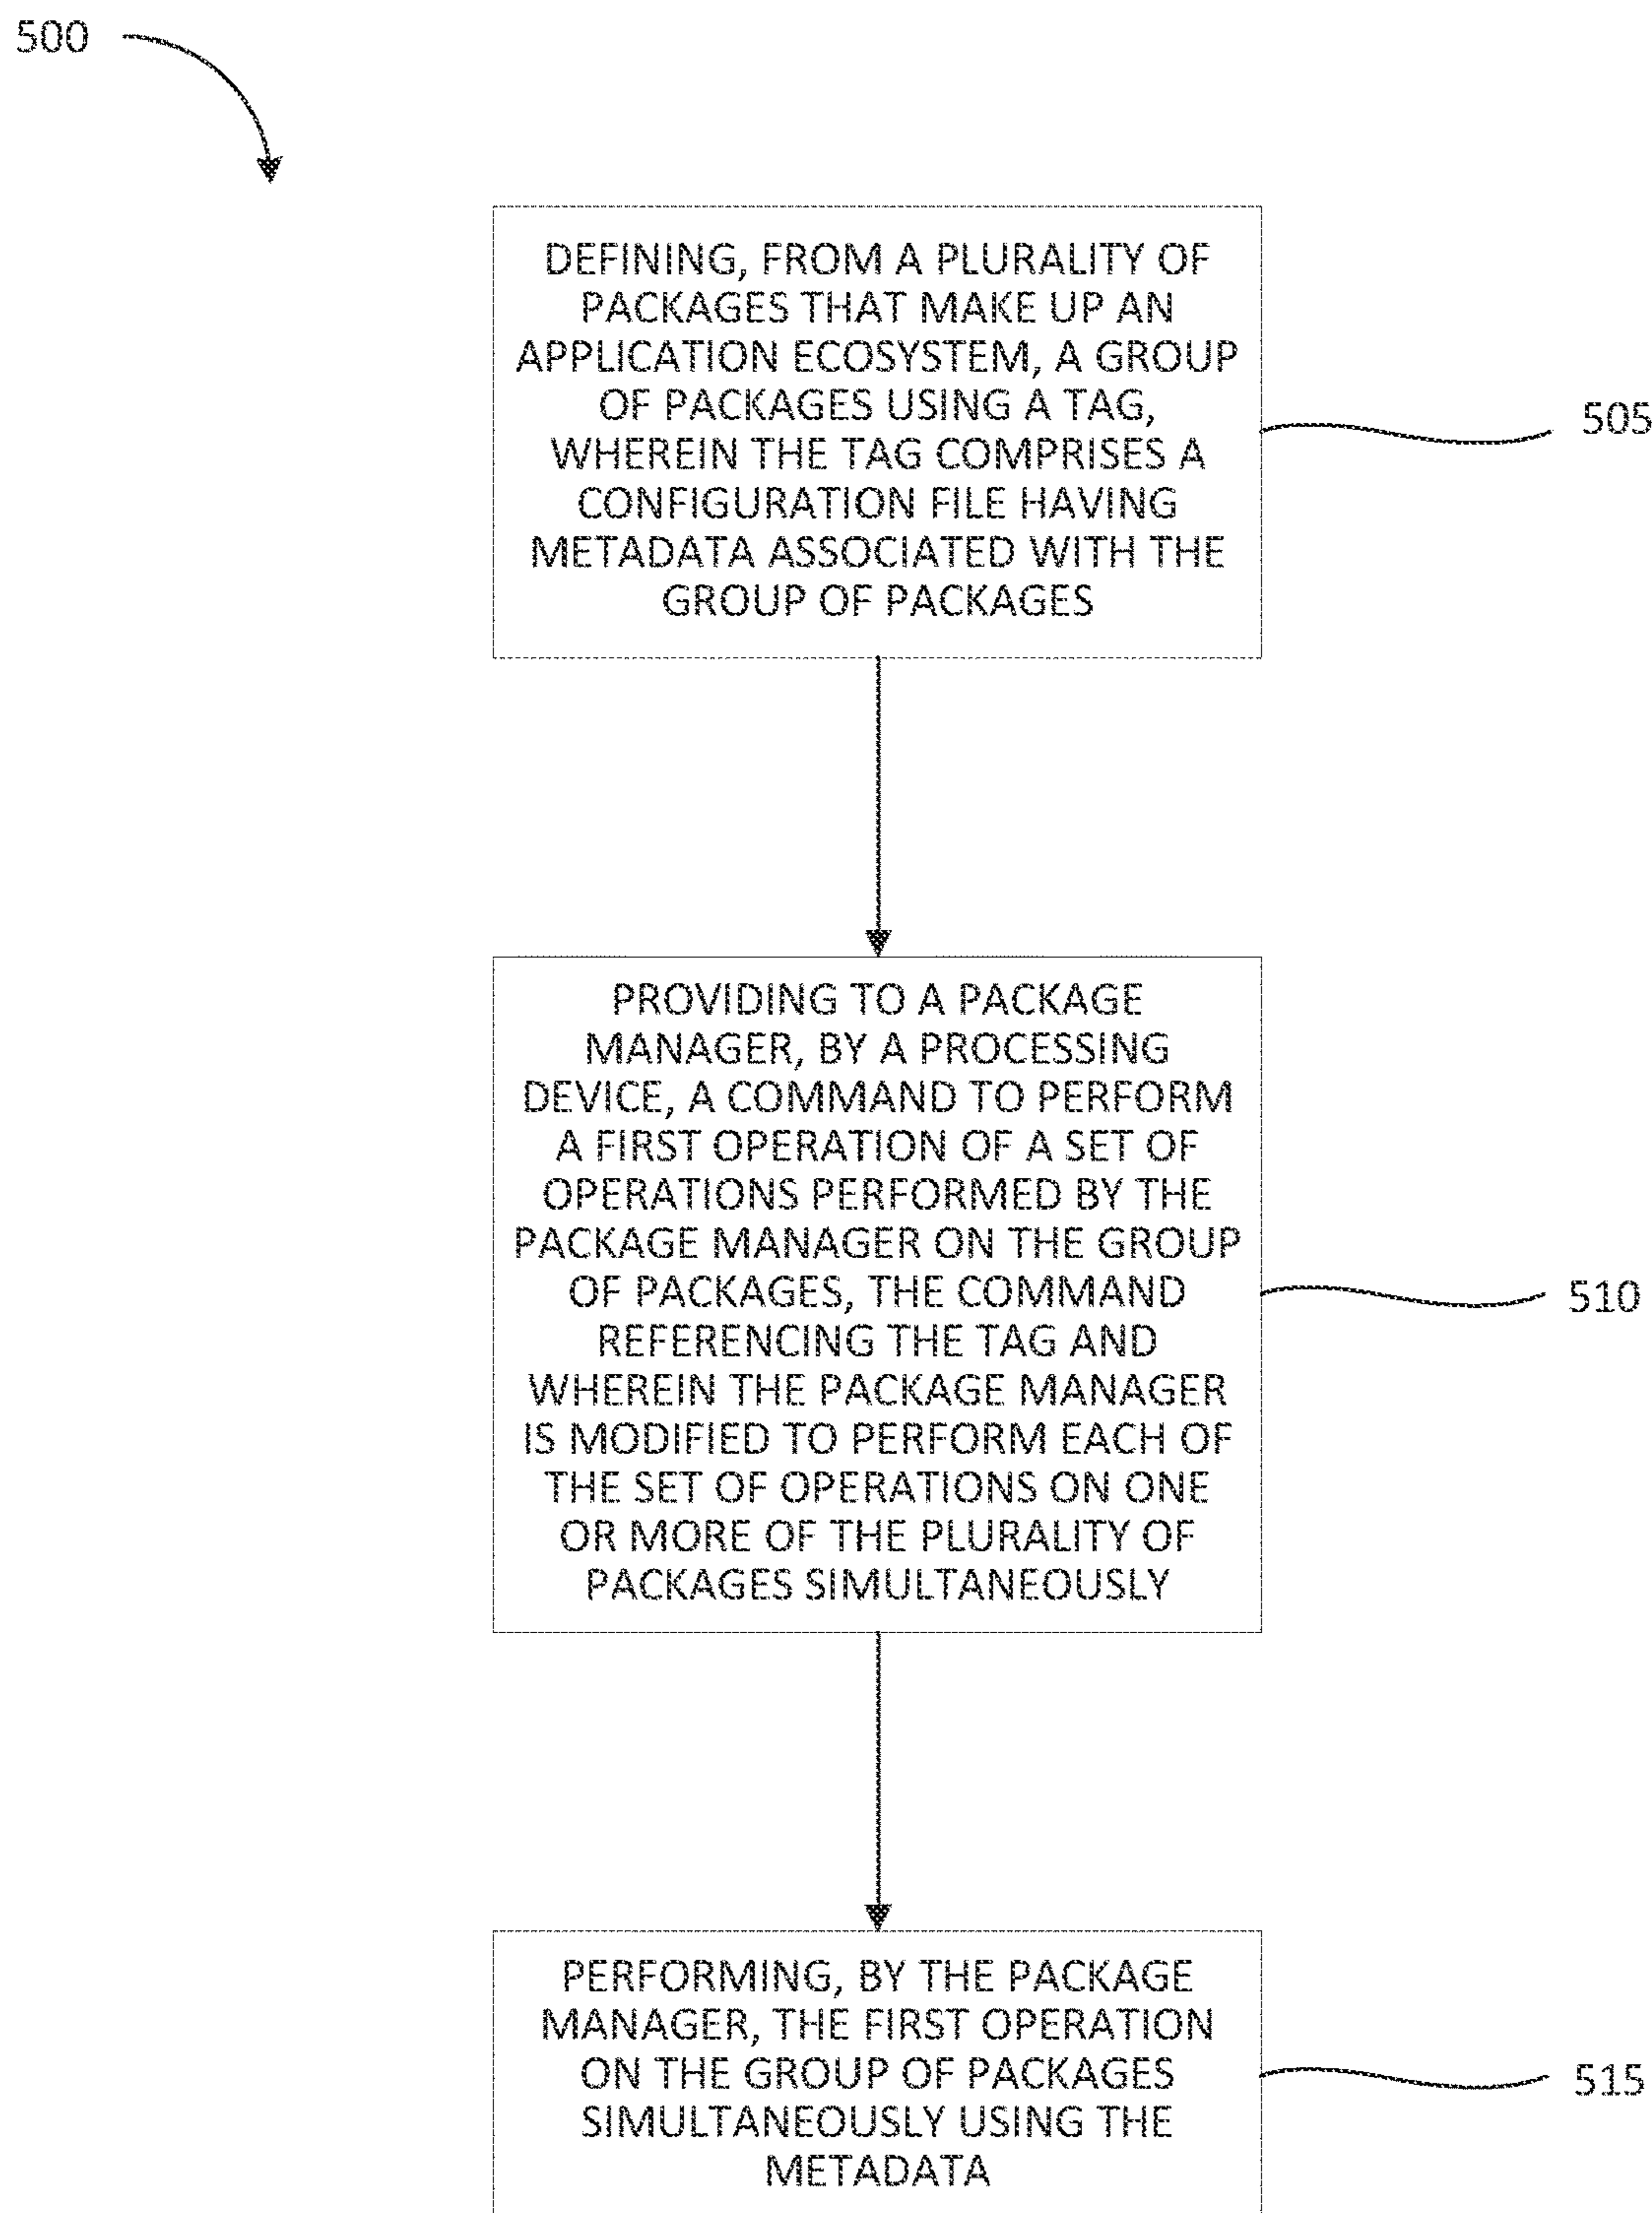 500
DEFINING, FROM A PLURALITY OF
PACKAGES THAT MAKE UP AN
APPLICATION ECOSYSTEM, A GROUP
OF PACKAGES USING A TAG,
WHEREIN THE TAG COMPRISES A
CONFIGURATION FILE HAVING
METADATA ASSOCIATED WITH THE
GROUP OF PACKAGES
505
PROVIDING TO A PACKAGE
MANAGER, BY A PROCESSING
DEVICE, A COMMAND TO PERFORM
A FIRST OPERATION OF A SET OF
OPERATIONS PERFORMED BY THE
PACKAGE MANAGER ON THE GROUP
OF PACKAGES, THE COMMAND
REFERENCING THE TAG AND
WHEREIN THE PACKAGE MANAGER
IS MODIFIED TO PERFORM EACH OF
THE SET OF OPERATIONS ON ONE
OR MORE OF THE PLURALITY OF
PACKAGES SIMULTANEOUSLY
510
PERFORMING, BY THE PACKAGE
MANAGER, THE FIRST OPERATION
ON THE GROUP OF PACKAGES
SIMULTANEOUSLY USING THE
METADATA
515